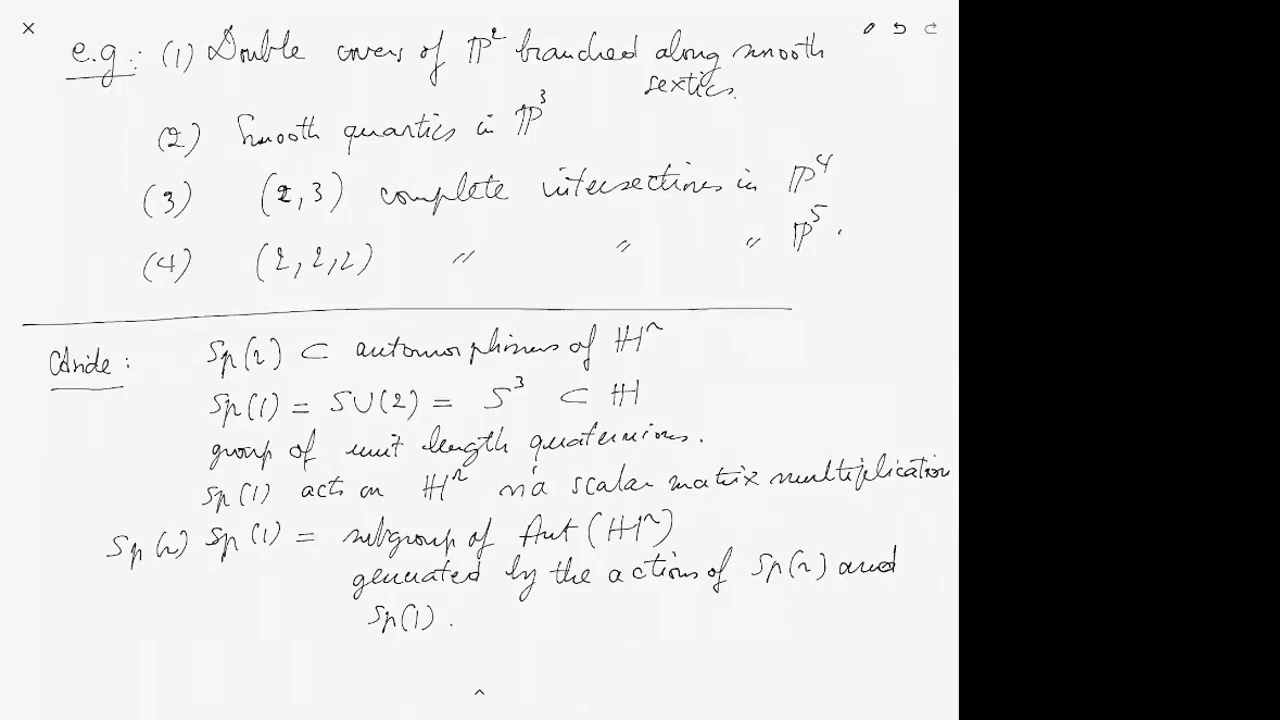 e.g.: (1) Double covers of ℙ² branched along smooth
sextics.
(2) Smooth quartics in ℙ³
(3) (2,3) complete intersections in ℙ⁴
(4) (2,2,2) " " " ℙ⁵.
Aside: Sp(r) ⊂ automorphisms of ℍʳ
Sp(1) = SU(2) = S³ ⊂ ℍ
group of unit length quaternions.
Sp(1) acts on ℍʳ via scalar matrix multiplication
Sp(r) Sp(1) = subgroup of Aut(ℍʳ)
generated by the actions of Sp(r) and
Sp(1).